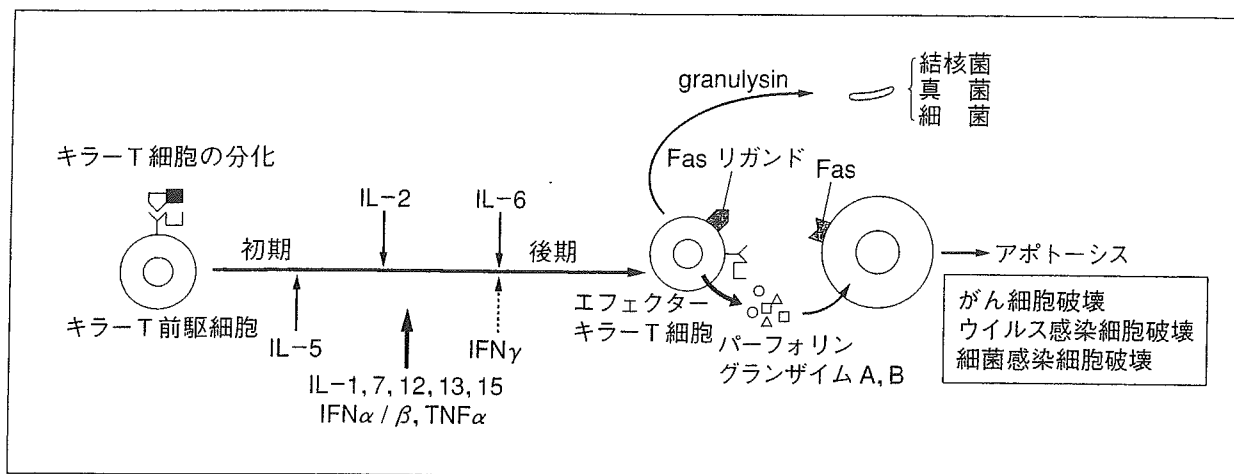 キラーT細胞の分化
初期
IL-2
IL-6
後期
キラーT前駆細胞
IL-5
IL-1, 7, 12, 13, 15
IFNα / β, TNFα
IFNγ
granulysin
結核菌
真 菌
細 菌
Fas リガンド
Fas
エフェクター
キラーT細胞
パーフォリン
グランザイム A, B
アポトーシス
がん細胞破壊
ウイルス感染細胞破壊
細菌感染細胞破壊